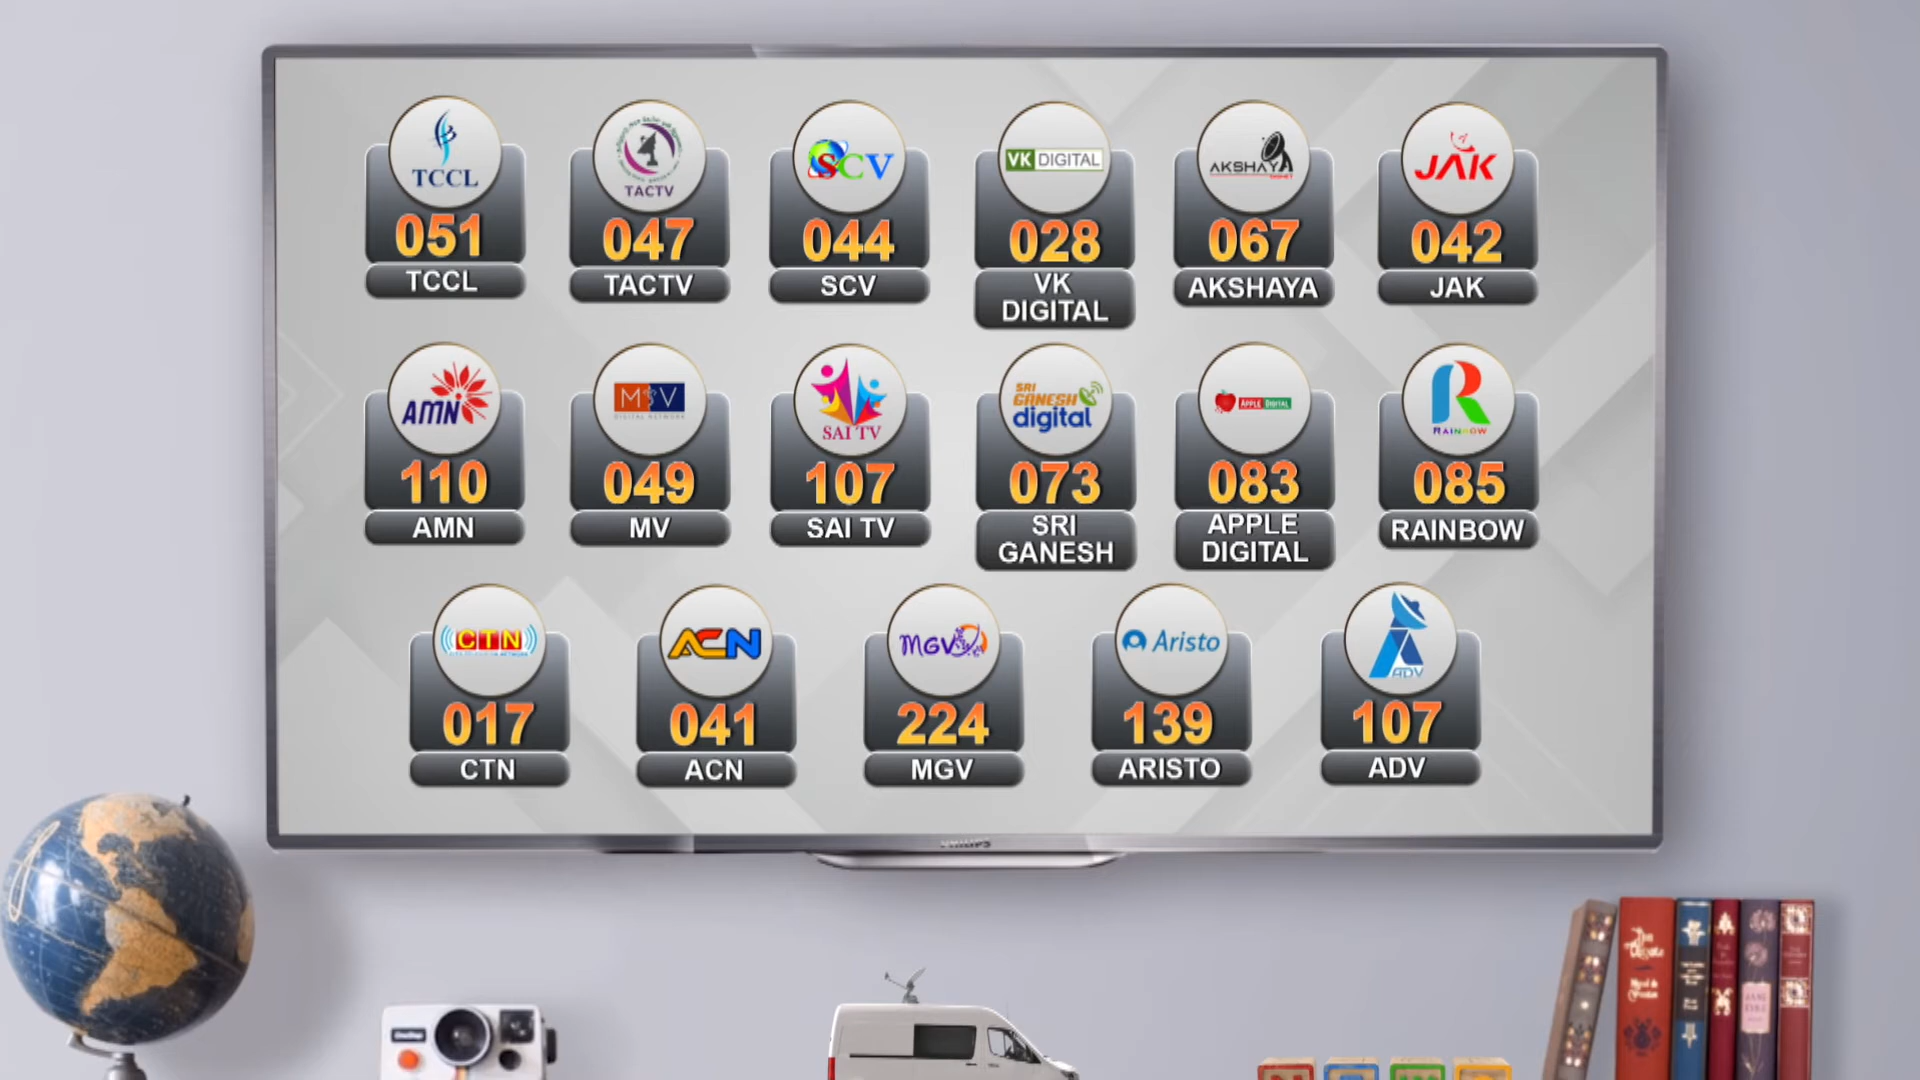 TCCL
TACTV
SCV
VK DIGITAL
AKSHAYA
JAK
051
047
044
028
067
042
TCCL
TACTV
SCV
VK
DIGITAL
AKSHAYA
JAK
AMN
MSV
SAI TV
SRI
GANESH
digital
APPLE DIGITAL
RAINBOW
110
049
107
073
083
085
AMN
MV
SAI TV
SRI
GANESH
APPLE
DIGITAL
RAINBOW
CTN
ACN
MGV
Aristo
ADV
017
041
224
139
107
CTN
ACN
MGV
ARISTO
ADV
PHILIPS